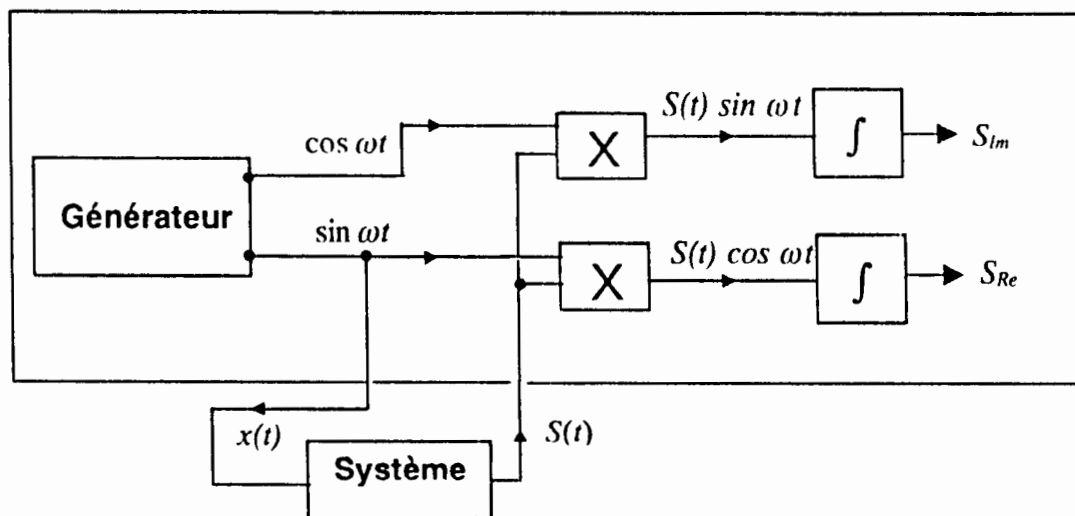 S(t) sin ωt
cos ωt
X
∫
S_Im
Générateur
sin ωt
S(t) cos ωt
X
∫
S_Re
x(t)
S(t)
Système